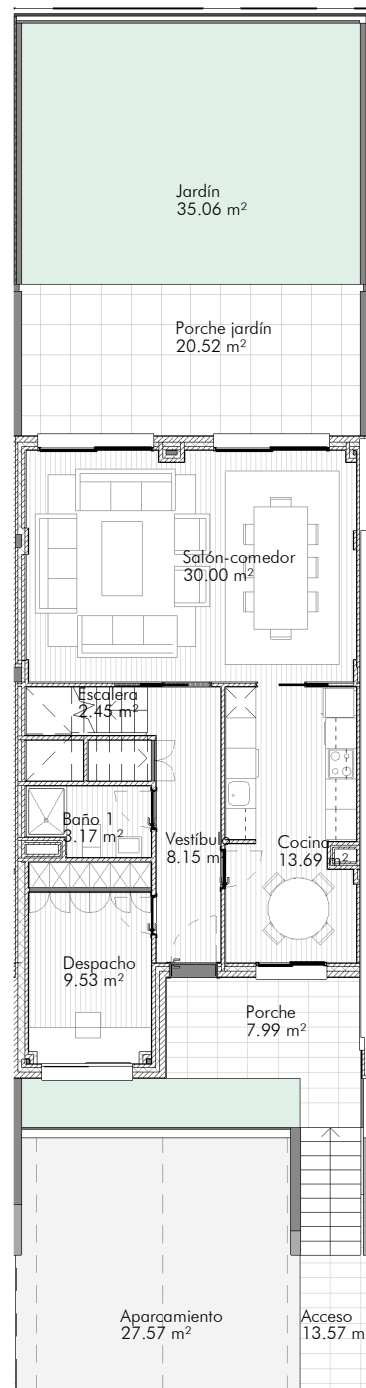 Jardín
35.06 m²
Porche jardín
20.52 m²
Salón-comedor
30.00 m²
Escalera
2.45 m²
Baño 1
3.17 m²
Vestíbulo
8.15 m²
Cocina
13.69 m²
Despacho
9.53 m²
Porche
7.99 m²
Aparcamiento
27.57 m²
Acceso
13.57 m